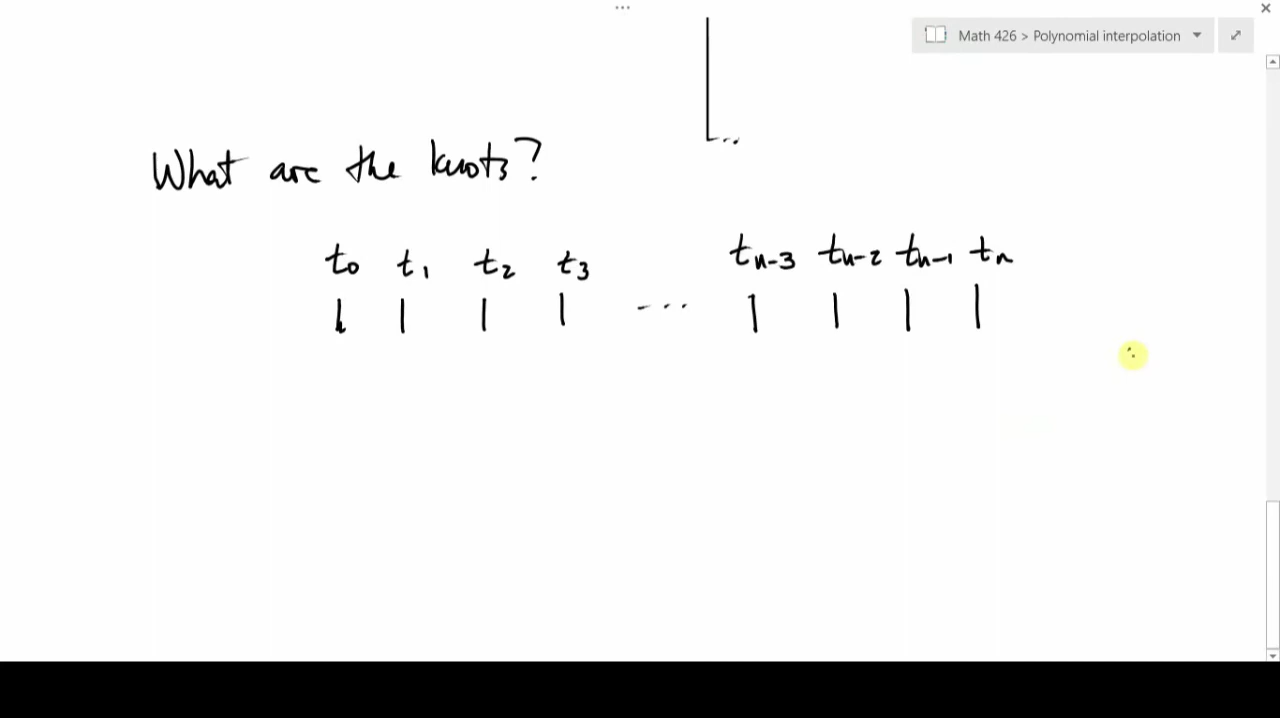 Math 426 > Polynomial interpolation
What are the knots?
t0 t1 t2 t3 tn-3 tn-2 tn-1 tn
| | | | ... | | | |